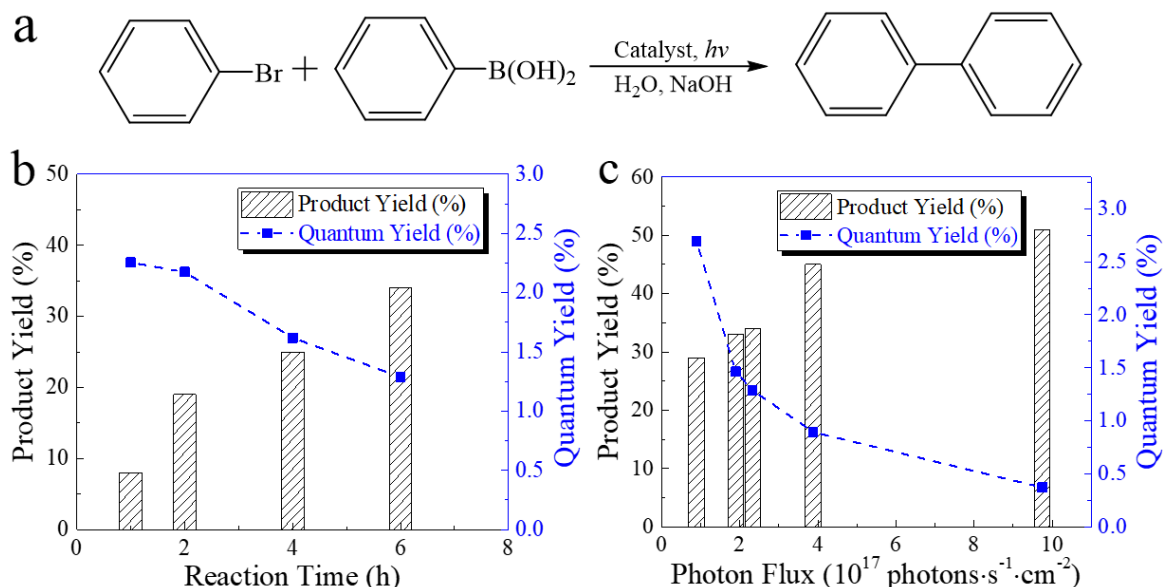 a
Br
+
B(OH)2
Catalyst, hν
H2O, NaOH
b
Product Yield (%)
Quantum Yield (%)
50
40
30
20
10
0
3.0
2.5
2.0
1.5
1.0
0.5
0.0
0 2 4 6 8
Product Yield (%)
Quantum Yield (%)
Reaction Time (h)
c
Product Yield (%)
Quantum Yield (%)
60
50
40
30
20
10
0
3.0
2.5
2.0
1.5
1.0
0.5
0.0
0 2 4 6 8 10
Product Yield (%)
Quantum Yield (%)
Photon Flux (10^17 photons·s^-1·cm^-2)